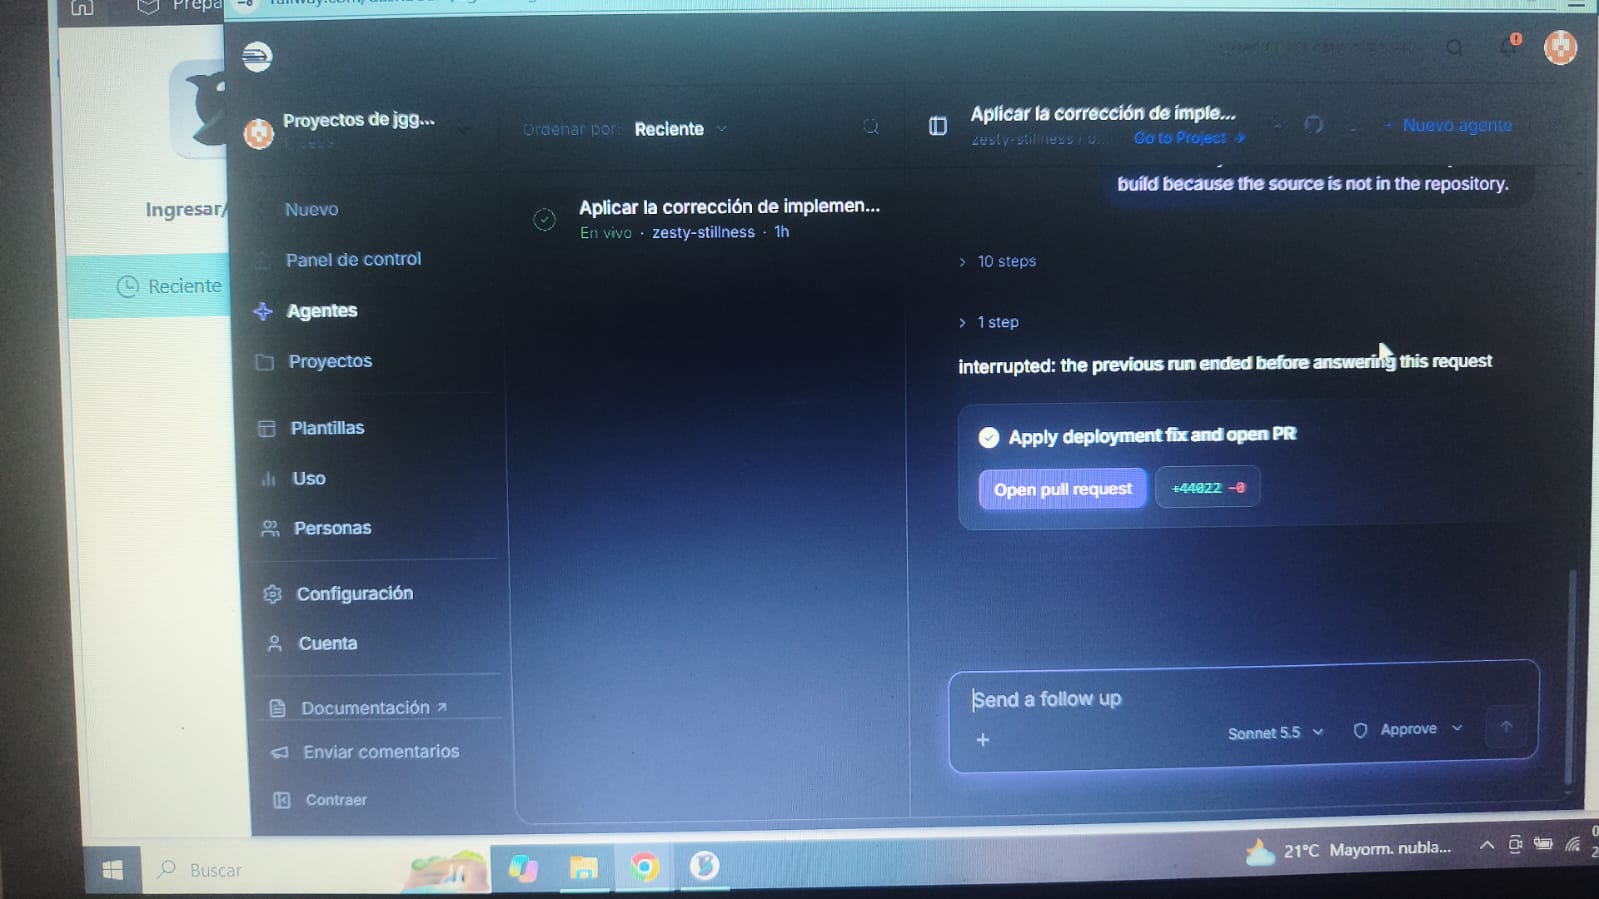 Prepa
Ingresar/
Reciente
Proyectos de jgg...
Nuevo
Panel de control
Agentes
Proyectos
Plantillas
Uso
Personas
Configuración
Cuenta
Documentación ↗
Enviar comentarios
Contraer
Ordenar por: Reciente
Aplicar la corrección de implemen...
En vivo · zesty-stillness · 1h
Aplicar la corrección de imple...
zesty-stillness / o... Go to Project →
+ Nuevo agente
build because the source is not in the repository.
> 10 steps
> 1 step
interrupted: the previous run ended before answering this request
Apply deployment fix and open PR
Open pull request +44022 -0
Send a follow up
+ Sonnet 5.5 Approve
Buscar
21°C Mayorm. nubla...